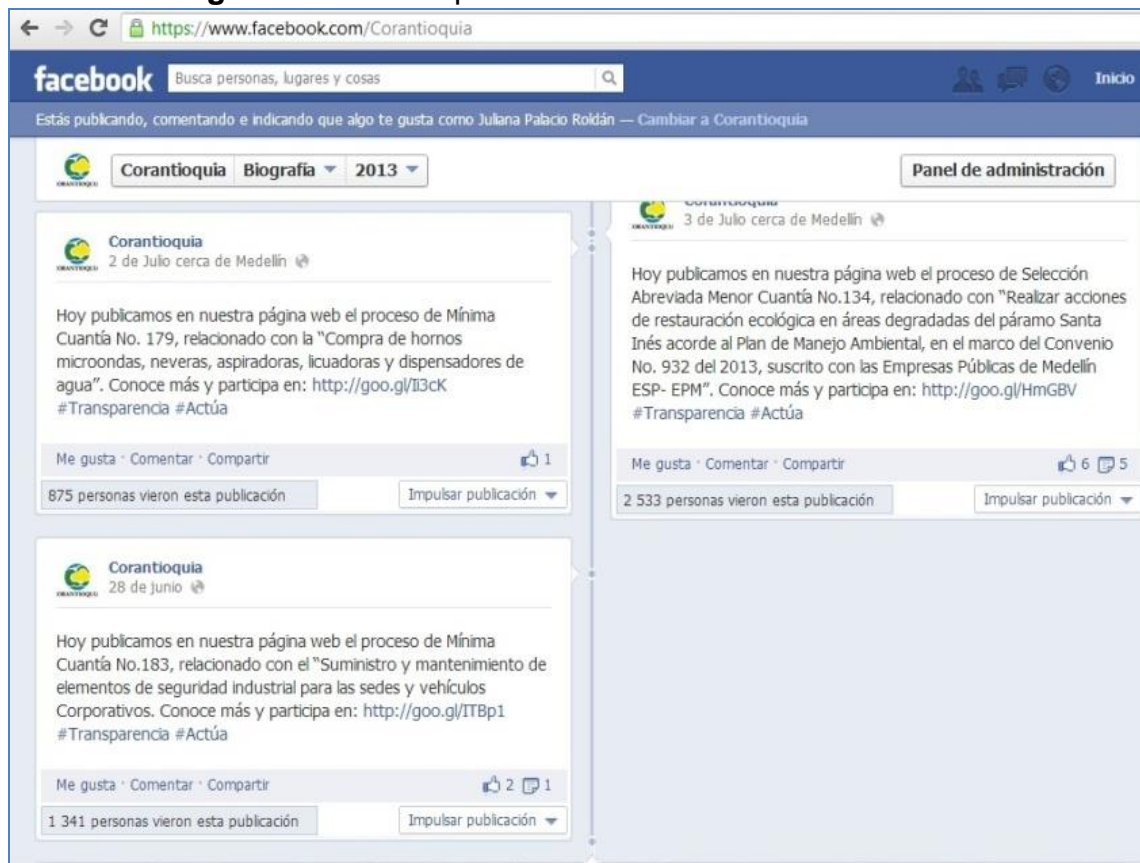 https://www.facebook.com/Corantioquia
facebook
Busca personas, lugares y cosas
Inicio
Estás publicando, comentando e indicando que algo te gusta como Juliana Palacio Roldán — Cambiar a Corantioquia
Corantioquia Biografía 2013
Panel de administración
Corantioquia
2 de Julio cerca de Medellín
Hoy publicamos en nuestra página web el proceso de Mínima
Cuantía No. 179, relacionado con la "Compra de hornos
microondas, neveras, aspiradoras, licuadoras y dispensadores de
agua". Conoce más y participa en: http://goo.gl/Ii3cK
#Transparencia #Actúa
Me gusta · Comentar · Compartir
1
875 personas vieron esta publicación
Impulsar publicación
Corantioquia
28 de junio
Hoy publicamos en nuestra página web el proceso de Mínima
Cuantía No.183, relacionado con el "Suministro y mantenimiento de
elementos de seguridad industrial para las sedes y vehículos
Corporativos. Conoce más y participa en: http://goo.gl/ITBp1
#Transparencia #Actúa
Me gusta · Comentar · Compartir
2 1
1 341 personas vieron esta publicación
Impulsar publicación
Corantioquia
3 de Julio cerca de Medellín
Hoy publicamos en nuestra página web el proceso de Selección
Abreviada Menor Cuantía No.134, relacionado con "Realizar acciones
de restauración ecológica en áreas degradadas del páramo Santa
Inés acorde al Plan de Manejo Ambiental, en el marco del Convenio
No. 932 del 2013, suscrito con las Empresas Públicas de Medellín
ESP- EPM". Conoce más y participa en: http://goo.gl/HmGBV
#Transparencia #Actúa
Me gusta · Comentar · Compartir
6 5
2 533 personas vieron esta publicación
Impulsar publicación